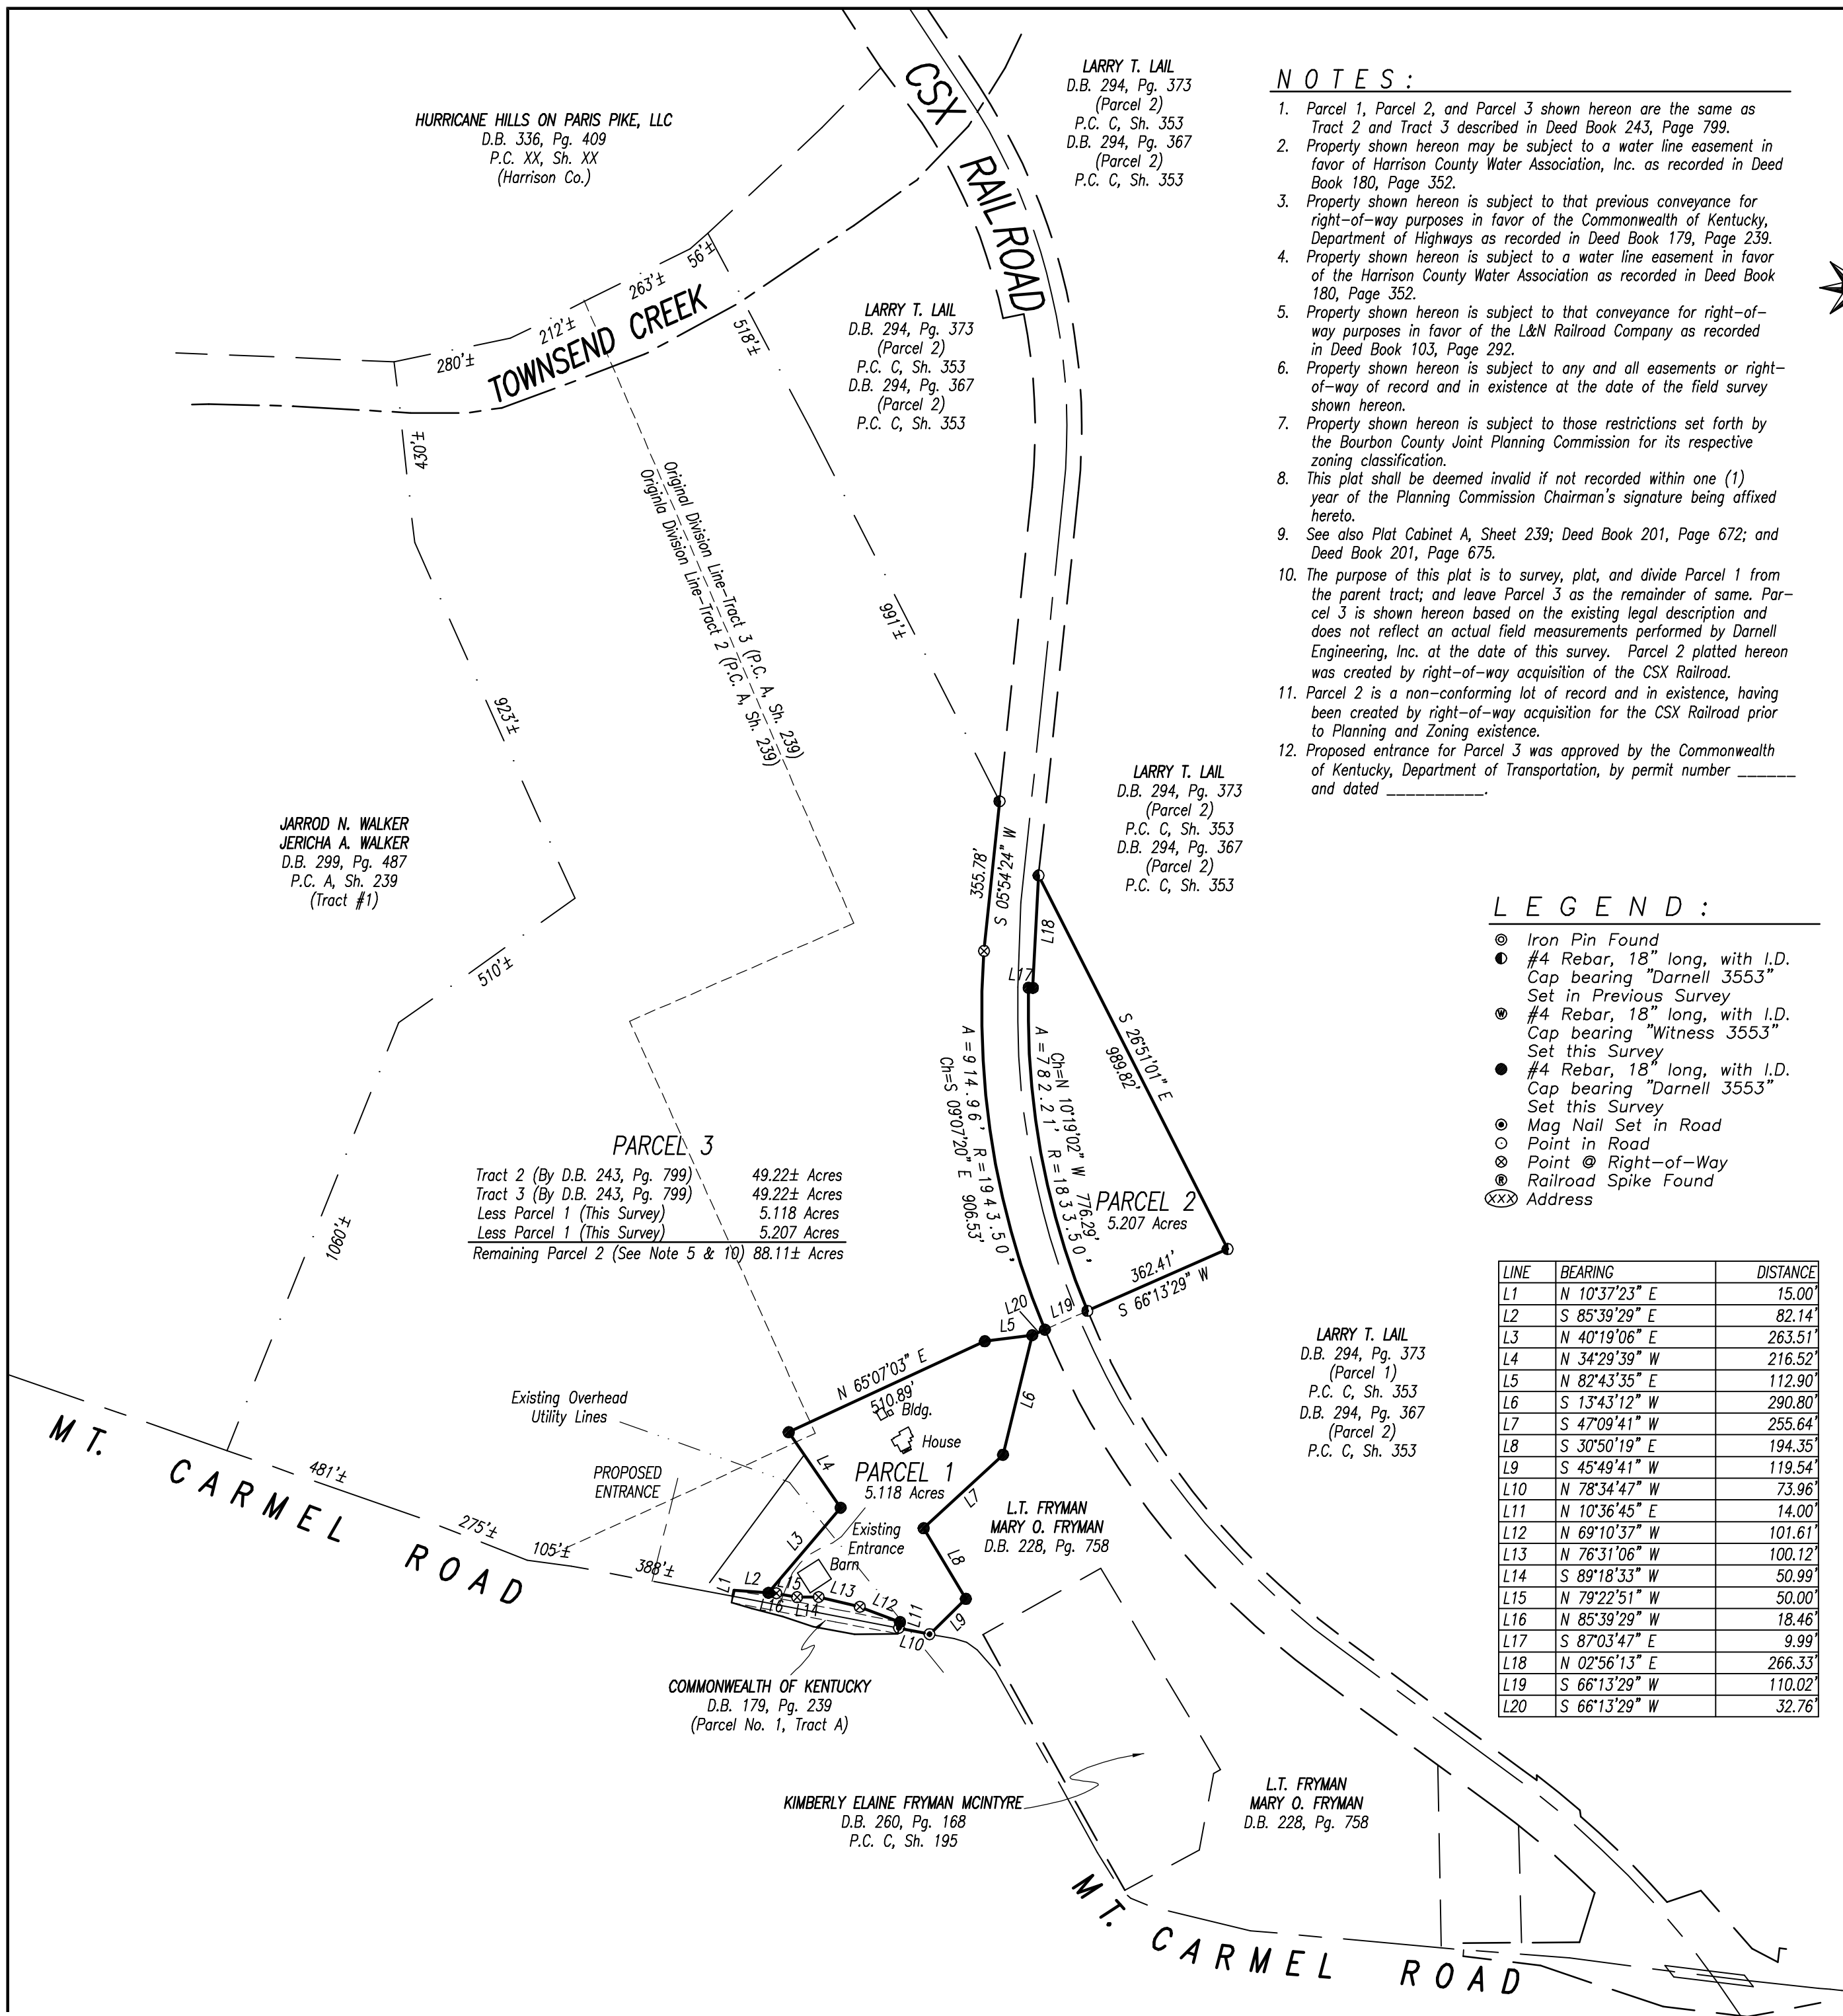 HURRICANE HILLS ON PARIS PIKE, LLC
D.B. 336, Pg. 409
P.C. XX, Sh. XX
(Harrison Co.)
CSX RAILROAD
LARRY T. LAIL
D.B. 294, Pg. 373
(Parcel 2)
P.C. C, Sh. 353
D.B. 294, Pg. 367
(Parcel 2)
P.C. C, Sh. 353
TOWNSEND CREEK
280'±
212'±
263'±
56'±
518'±
991'±
430'±
923'±
510'±
1060'±
LARRY T. LAIL
D.B. 294, Pg. 373
(Parcel 2)
P.C. C, Sh. 353
D.B. 294, Pg. 367
(Parcel 2)
P.C. C, Sh. 353
Original Division Line-Tract 3 (P.C. A, Sh. 239)
Originla Division Line-Tract 2 (P.C. A, Sh. 239)
JARROD N. WALKER
JERICHA A. WALKER
D.B. 299, Pg. 487
P.C. A, Sh. 239
(Tract #1)
LARRY T. LAIL
D.B. 294, Pg. 373
(Parcel 2)
P.C. C, Sh. 353
D.B. 294, Pg. 367
(Parcel 2)
P.C. C, Sh. 353
355.78'
S 05°54'24" W
L18
L17
S 26°51'01" E
989.82'
A=914.96' R=1943.50'
Ch=S 09°07'20" E 906.53'
Ch=N 10°19'02" W 776.29'
A=782.21' R=1833.50'
PARCEL 2
5.207 Acres
362.41'
S 66°13'29" W
L19
L20
L5
L6
PARCEL 3
Tract 2 (By D.B. 243, Pg. 799) 49.22± Acres
Tract 3 (By D.B. 243, Pg. 799) 49.22± Acres
Less Parcel 1 (This Survey) 5.118 Acres
Less Parcel 1 (This Survey) 5.207 Acres
Remaining Parcel 2 (See Note 5 & 10) 88.11± Acres
N 65°07'03" E
510.89'
Bldg.
House
PARCEL 1
5.118 Acres
Existing
Entrance
Barn
Existing Overhead
Utility Lines
PROPOSED
ENTRANCE
L4
L3
L7
L8
L9
L1
L2
L15
L16
L14
L13
L12
L11
L10
MT. CARMEL ROAD
481'±
275'±
105'±
388'±
L.T. FRYMAN
MARY O. FRYMAN
D.B. 228, Pg. 758
LARRY T. LAIL
D.B. 294, Pg. 373
(Parcel 1)
P.C. C, Sh. 353
D.B. 294, Pg. 367
(Parcel 2)
P.C. C, Sh. 353
COMMONWEALTH OF KENTUCKY
D.B. 179, Pg. 239
(Parcel No. 1, Tract A)
KIMBERLY ELAINE FRYMAN MCINTYRE
D.B. 260, Pg. 168
P.C. C, Sh. 195
L.T. FRYMAN
MARY O. FRYMAN
D.B. 228, Pg. 758
MT. CARMEL ROAD
NOTES:
1. Parcel 1, Parcel 2, and Parcel 3 shown hereon are the same as
Tract 2 and Tract 3 described in Deed Book 243, Page 799.
2. Property shown hereon may be subject to a water line easement in
favor of Harrison County Water Association, Inc. as recorded in Deed
Book 180, Page 352.
3. Property shown hereon is subject to that previous conveyance for
right-of-way purposes in favor of the Commonwealth of Kentucky,
Department of Highways as recorded in Deed Book 179, Page 239.
4. Property shown hereon is subject to a water line easement in favor
of the Harrison County Water Association as recorded in Deed Book
180, Page 352.
5. Property shown hereon is subject to that conveyance for right-of-
way purposes in favor of the L&N Railroad Company as recorded
in Deed Book 103, Page 292.
6. Property shown hereon is subject to any and all easements or right-
of-way of record and in existence at the date of the field survey
shown hereon.
7. Property shown hereon is subject to those restrictions set forth by
the Bourbon County Joint Planning Commission for its respective
zoning classification.
8. This plat shall be deemed invalid if not recorded within one (1)
year of the Planning Commission Chairman's signature being affixed
hereto.
9. See also Plat Cabinet A, Sheet 239; Deed Book 201, Page 672; and
Deed Book 201, Page 675.
10. The purpose of this plat is to survey, plat, and divide Parcel 1 from
the parent tract; and leave Parcel 3 as the remainder of same. Par-
cel 3 is shown hereon based on the existing legal description and
does not reflect an actual field measurements performed by Darnell
Engineering, Inc. at the date of this survey. Parcel 2 platted hereon
was created by right-of-way acquisition of the CSX Railroad.
11. Parcel 2 is a non-conforming lot of record and in existence, having
been created by right-of-way acquisition for the CSX Railroad prior
to Planning and Zoning existence.
12. Proposed entrance for Parcel 3 was approved by the Commonwealth
of Kentucky, Department of Transportation, by permit number ______
and dated __________.
LEGEND:
Iron Pin Found
#4 Rebar, 18" long, with I.D.
Cap bearing "Darnell 3553"
Set in Previous Survey
W #4 Rebar, 18" long, with I.D.
Cap bearing "Witness 3553"
Set this Survey
#4 Rebar, 18" long, with I.D.
Cap bearing "Darnell 3553"
Set this Survey
Mag Nail Set in Road
Point in Road
Point @ Right-of-Way
R Railroad Spike Found
XXX Address
LINE BEARING DISTANCE
L1 N 10°37'23" E 15.00'
L2 S 85°39'29" E 82.14'
L3 N 40°19'06" E 263.51'
L4 N 34°29'39" W 216.52'
L5 N 82°43'35" E 112.90'
L6 S 13°43'12" W 290.80'
L7 S 47°09'41" W 255.64'
L8 S 30°50'19" E 194.35'
L9 S 45°49'41" W 119.54'
L10 N 78°34'47" W 73.96'
L11 N 10°36'45" E 14.00'
L12 N 69°10'37" W 101.61'
L13 N 76°31'06" W 100.12'
L14 S 89°18'33" W 50.99'
L15 N 79°22'51" W 50.00'
L16 N 85°39'29" W 18.46'
L17 S 87°03'47" E 9.99'
L18 N 02°56'13" E 266.33'
L19 S 66°13'29" W 110.02'
L20 S 66°13'29" W 32.76'